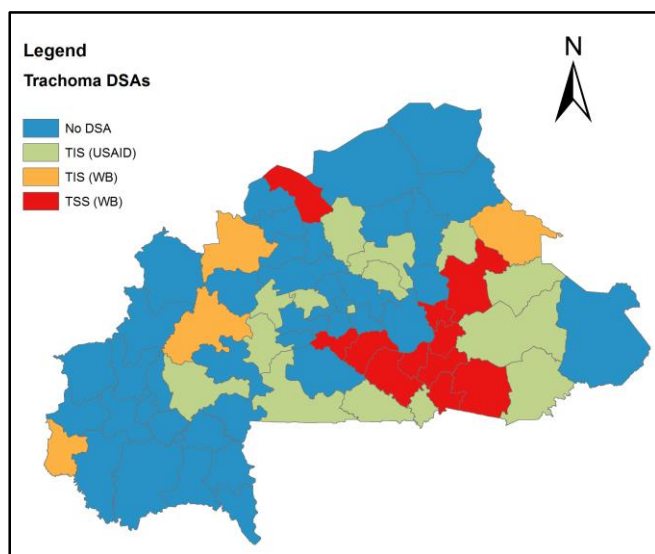 Legend
Trachoma DSAs
No DSA
TIS (USAID)
TIS (WB)
TSS (WB)
N